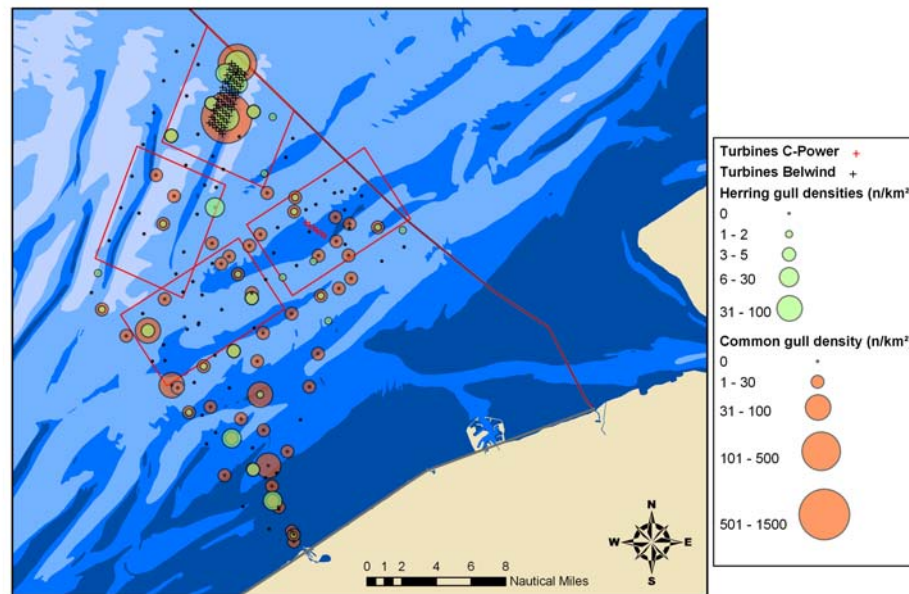 Turbines C-Power +
Turbines Belwind +
Herring gull densities (n/km²)
0
1 - 2
3 - 5
6 - 30
31 - 100
Common gull density (n/km²)
0
1 - 30
31 - 100
101 - 500
501 - 1500
N
W E
S
0 1 2 4 6 8
Nautical Miles